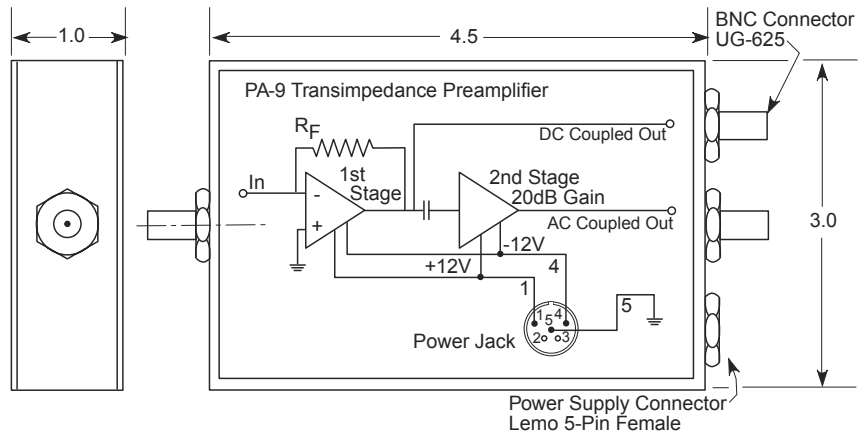 1.0
4.5
BNC Connector
UG-625
PA-9 Transimpedance Preamplifier
RF
DC Coupled Out
1st
Stage
2nd Stage
20dB Gain
In
-
+
AC Coupled Out
3.0
-12V
+12V
4
1
5
1 5 4
2 3
Power Jack
Power Supply Connector
Lemo 5-Pin Female